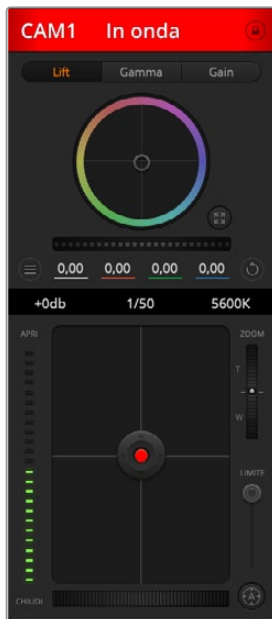 CAM1 In onda
Lift Gamma Gain
0,00 0,00 0,00 0,00
+0db 1/50 5600K
APRI ZOOM
T
W
LIMITE
CHIUDI A